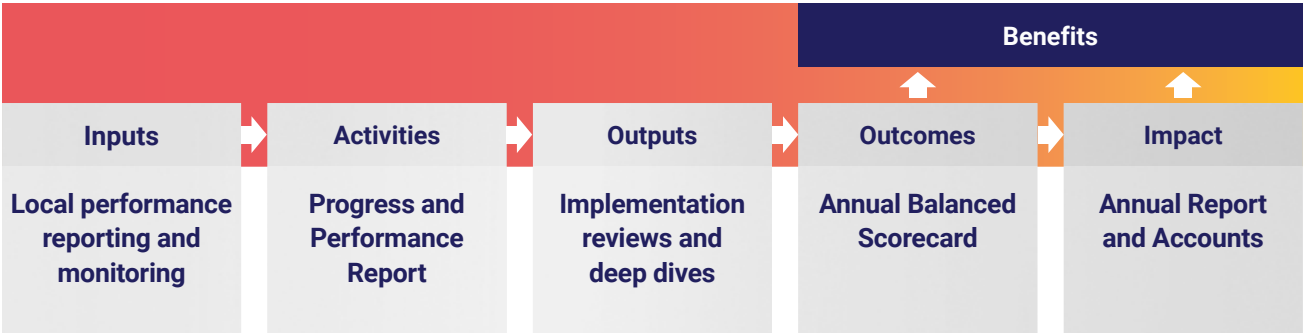 Benefits
Inputs
Activities
Outputs
Outcomes
Impact
Local performance
reporting and
monitoring
Progress and
Performance
Report
Implementation
reviews and
deep dives
Annual Balanced
Scorecard
Annual Report
and Accounts